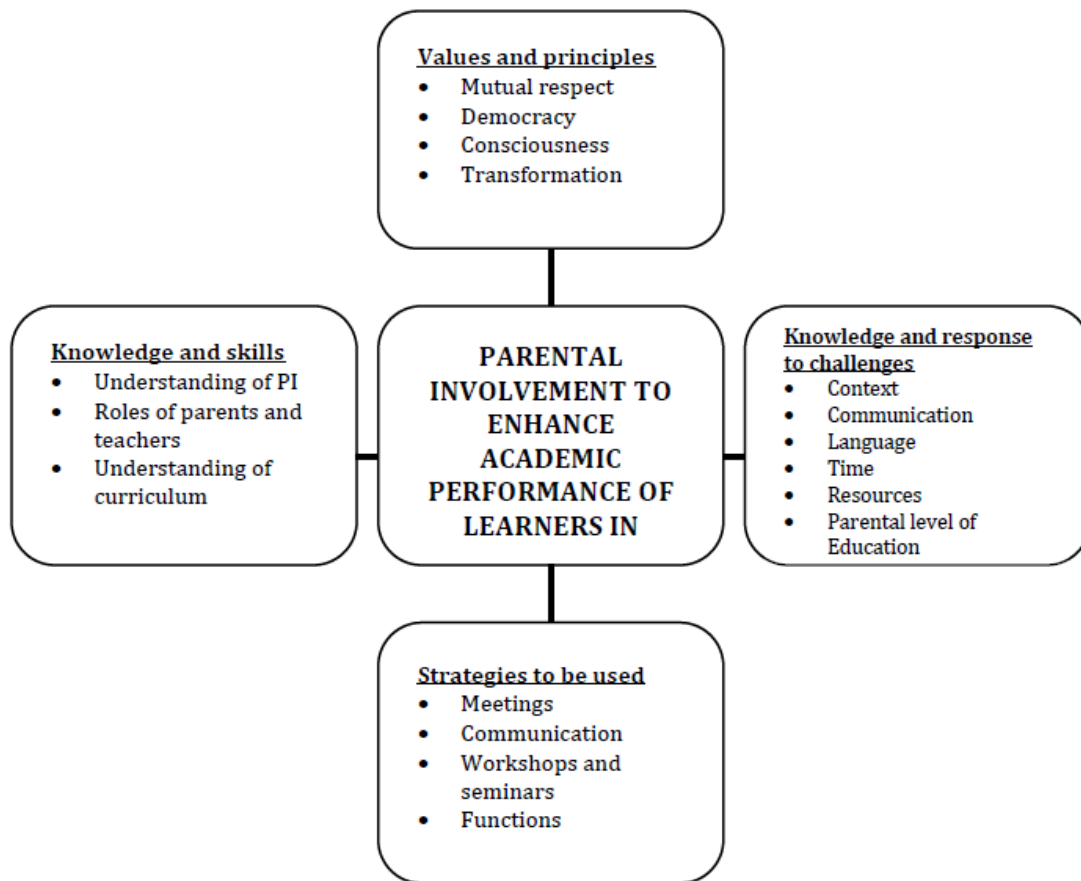 Values and principles
• Mutual respect
• Democracy
• Consciousness
• Transformation
Knowledge and skills
• Understanding of PI
• Roles of parents and
teachers
• Understanding of
curriculum
PARENTAL
INVOLVEMENT TO
ENHANCE
ACADEMIC
PERFORMANCE OF
LEARNERS IN
Knowledge and response
to challenges
• Context
• Communication
• Language
• Time
• Resources
• Parental level of
Education
Strategies to be used
• Meetings
• Communication
• Workshops and
seminars
• Functions